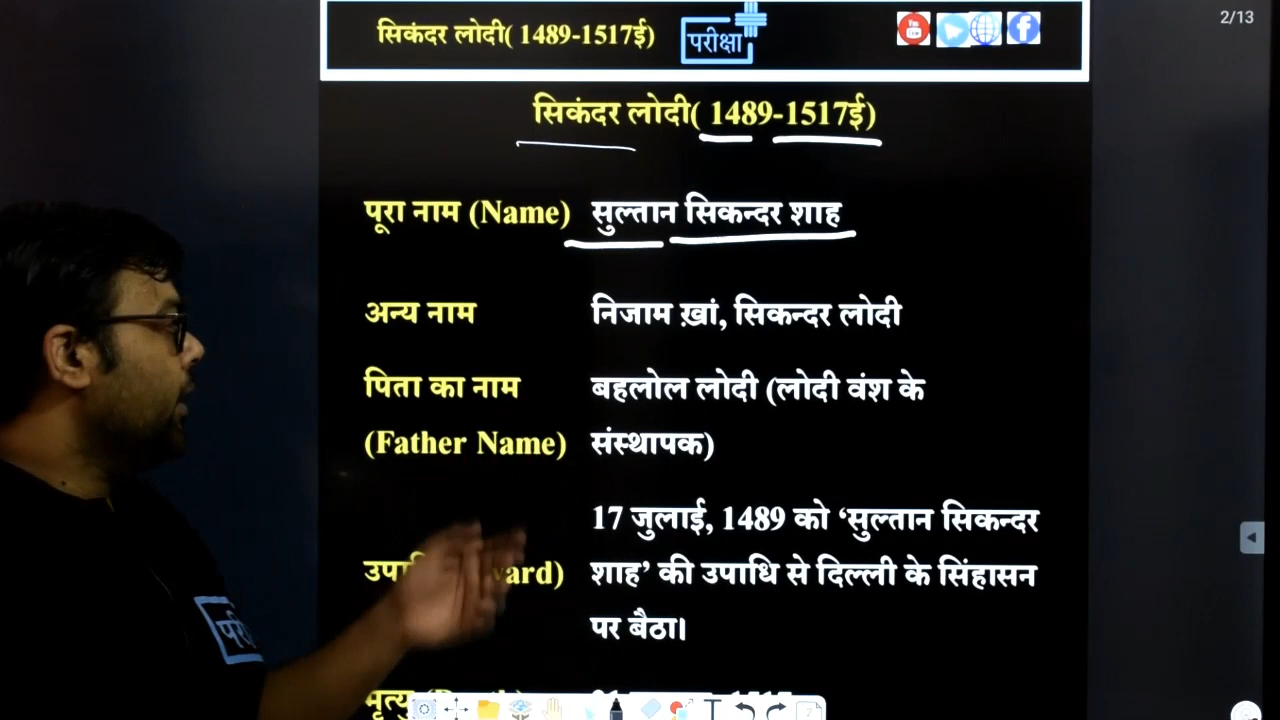 सिकंदर लोदी( 1489-1517ई)
परीक्षा
2/13
सिकंदर लोदी( 1489-1517ई)
पूरा नाम (Name) सुल्तान सिकन्दर शाह
अन्य नाम निजाम ख़ां, सिकन्दर लोदी
पिता का नाम बहलोल लोदी (लोदी वंश के
(Father Name) संस्थापक)
17 जुलाई, 1489 को ‘सुल्तान सिकन्दर
शाह’ की उपाधि से दिल्ली के सिंहासन
पर बैठा।